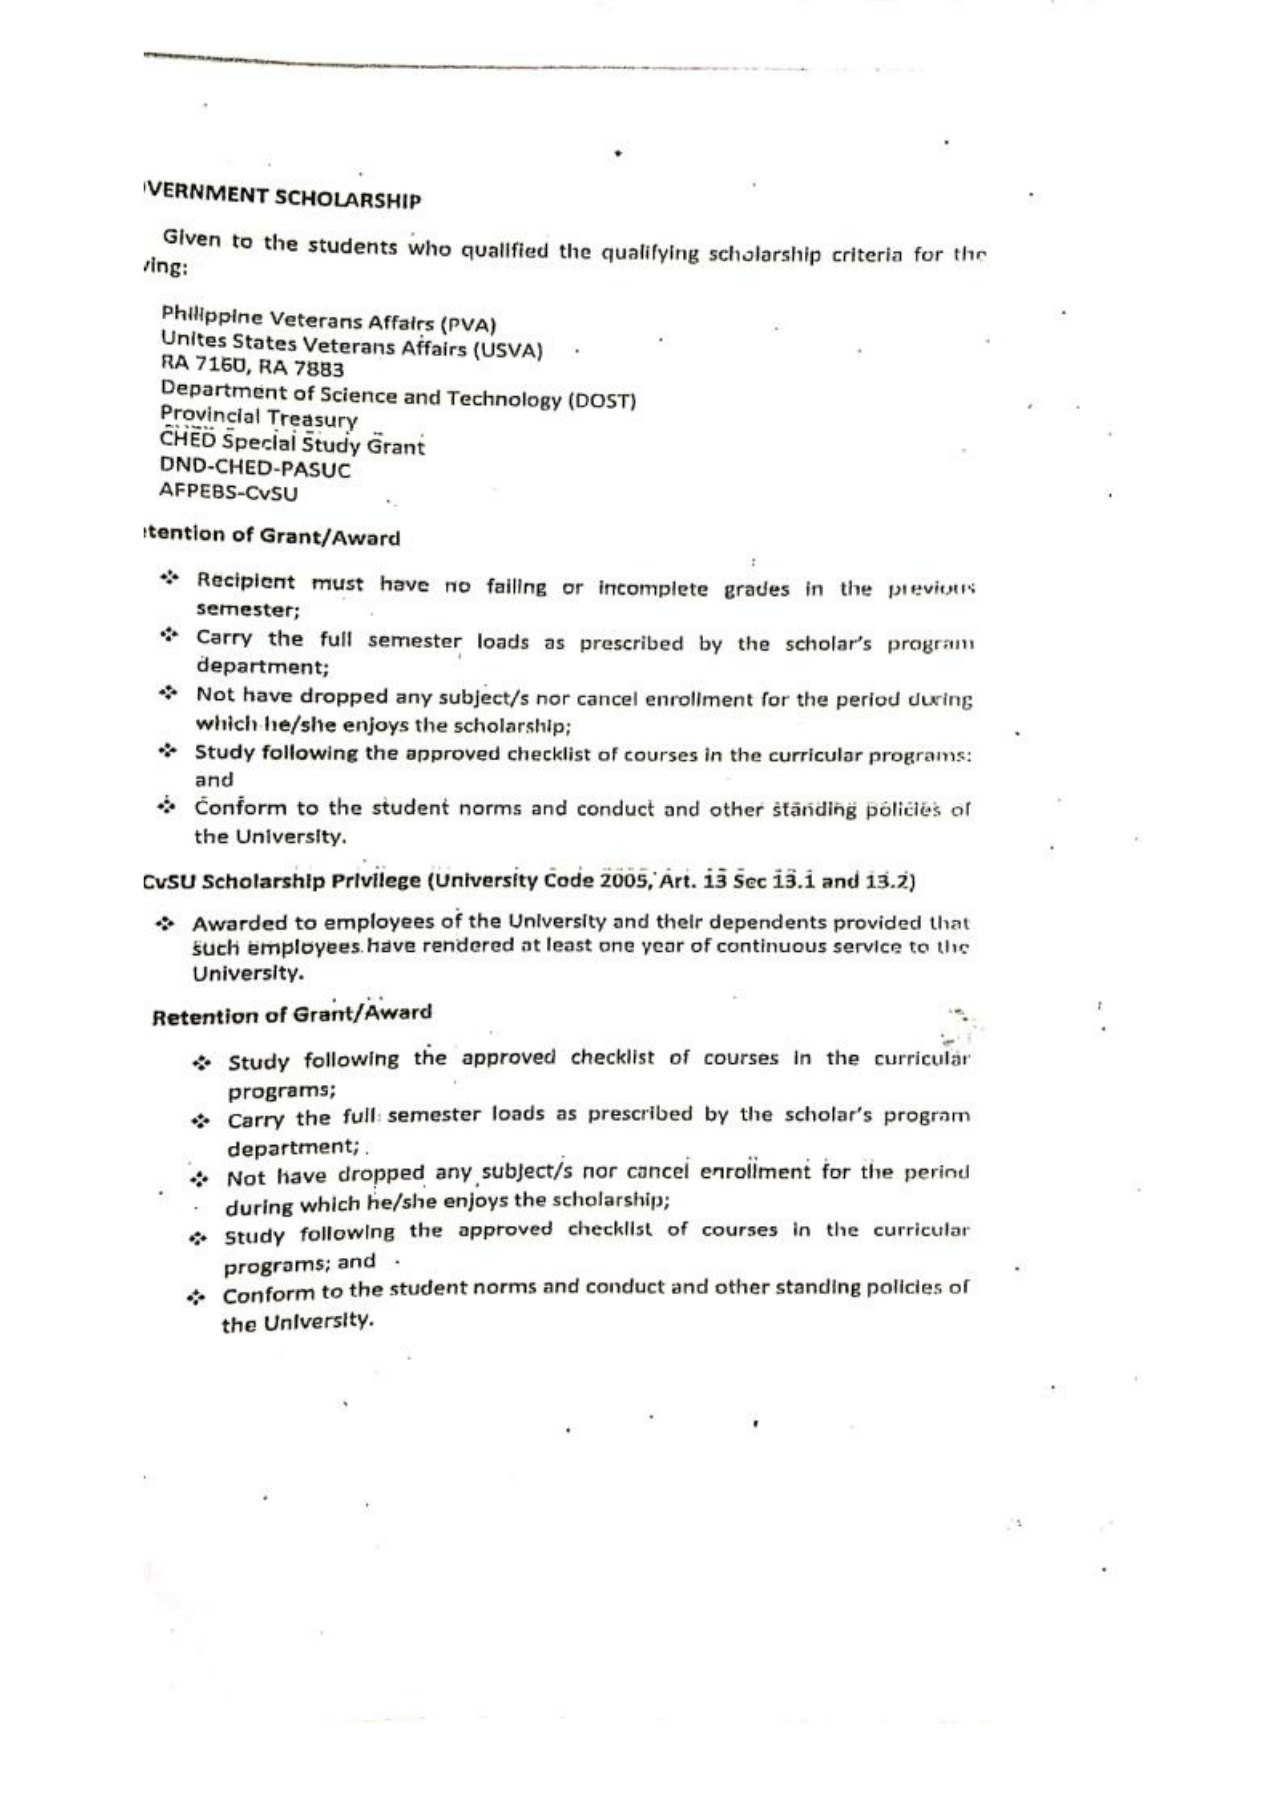 VERNMENT SCHOLARSHIP
Given to the students who qualified the qualifying scholarship criteria for the
ving:
Philippine Veterans Affairs (PVA)
Unites States Veterans Affairs (USVA)
RA 7160, RA 7883
Department of Science and Technology (DOST)
Provincial Treasury
CHED Special Study Grant
DND-CHED-PASUC
AFPEBS-CvSU
tention of Grant/Award
❖ Recipient must have no failing or incomplete grades in the previous
semester;
❖ Carry the full semester loads as prescribed by the scholar's program
department;
❖ Not have dropped any subject/s nor cancel enrollment for the period during
which he/she enjoys the scholarship;
❖ Study following the approved checklist of courses in the curricular programs:
and
❖ Conform to the student norms and conduct and other standing policies of
the University.
CvSU Scholarship Privilege (University Code 2005, Art. 13 Sec 13.1 and 13.2)
❖ Awarded to employees of the University and their dependents provided that
such employees have rendered at least one year of continuous service to the
University.
Retention of Grant/Award
❖ Study following the approved checklist of courses in the curricular
programs;
❖ Carry the full semester loads as prescribed by the scholar's program
department;
❖ Not have dropped any subject/s nor cancel enrollment for the period
during which he/she enjoys the scholarship;
❖ Study following the approved checklist of courses in the curricular
programs; and
❖ Conform to the student norms and conduct and other standing policies of
the University.